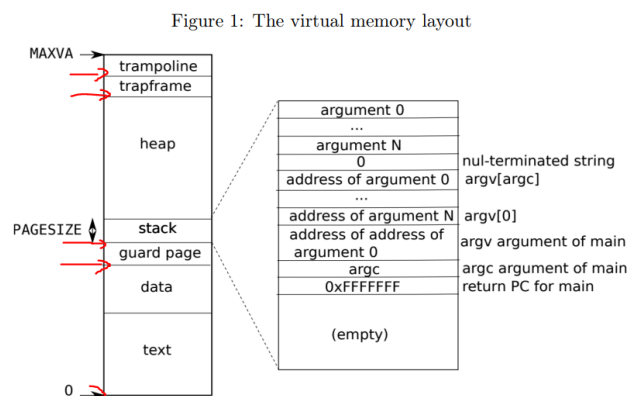 Figure 1: The virtual memory layout
MAXVA
trampoline
trapframe
heap
PAGESIZE
stack
guard page
data
text
0
argument 0
...
argument N
0
nul-terminated string
address of argument 0
argv[argc]
...
address of argument N
argv[0]
address of address of
argument 0
argv argument of main
argc
argc argument of main
0xFFFFFFF
return PC for main
(empty)